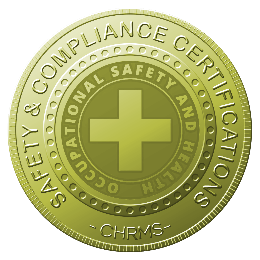 SAFETY & COMPLIANCE CERTIFICATIONS
OCCUPATIONAL SAFETY AND HEALTH
-CHRMS-